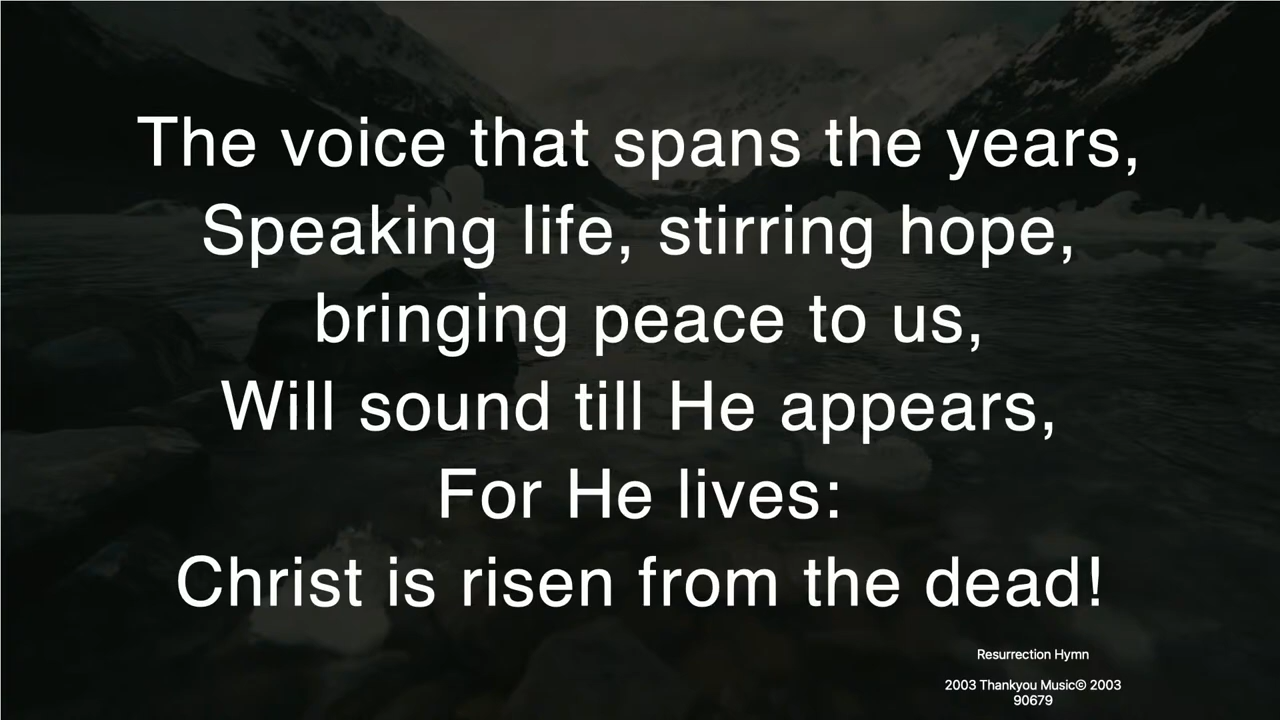 The voice that spans the years,
Speaking life, stirring hope,
bringing peace to us,
Will sound till He appears,
For He lives:
Christ is risen from the dead!
Resurrection Hymn
2003 Thankyou Music© 2003
90679